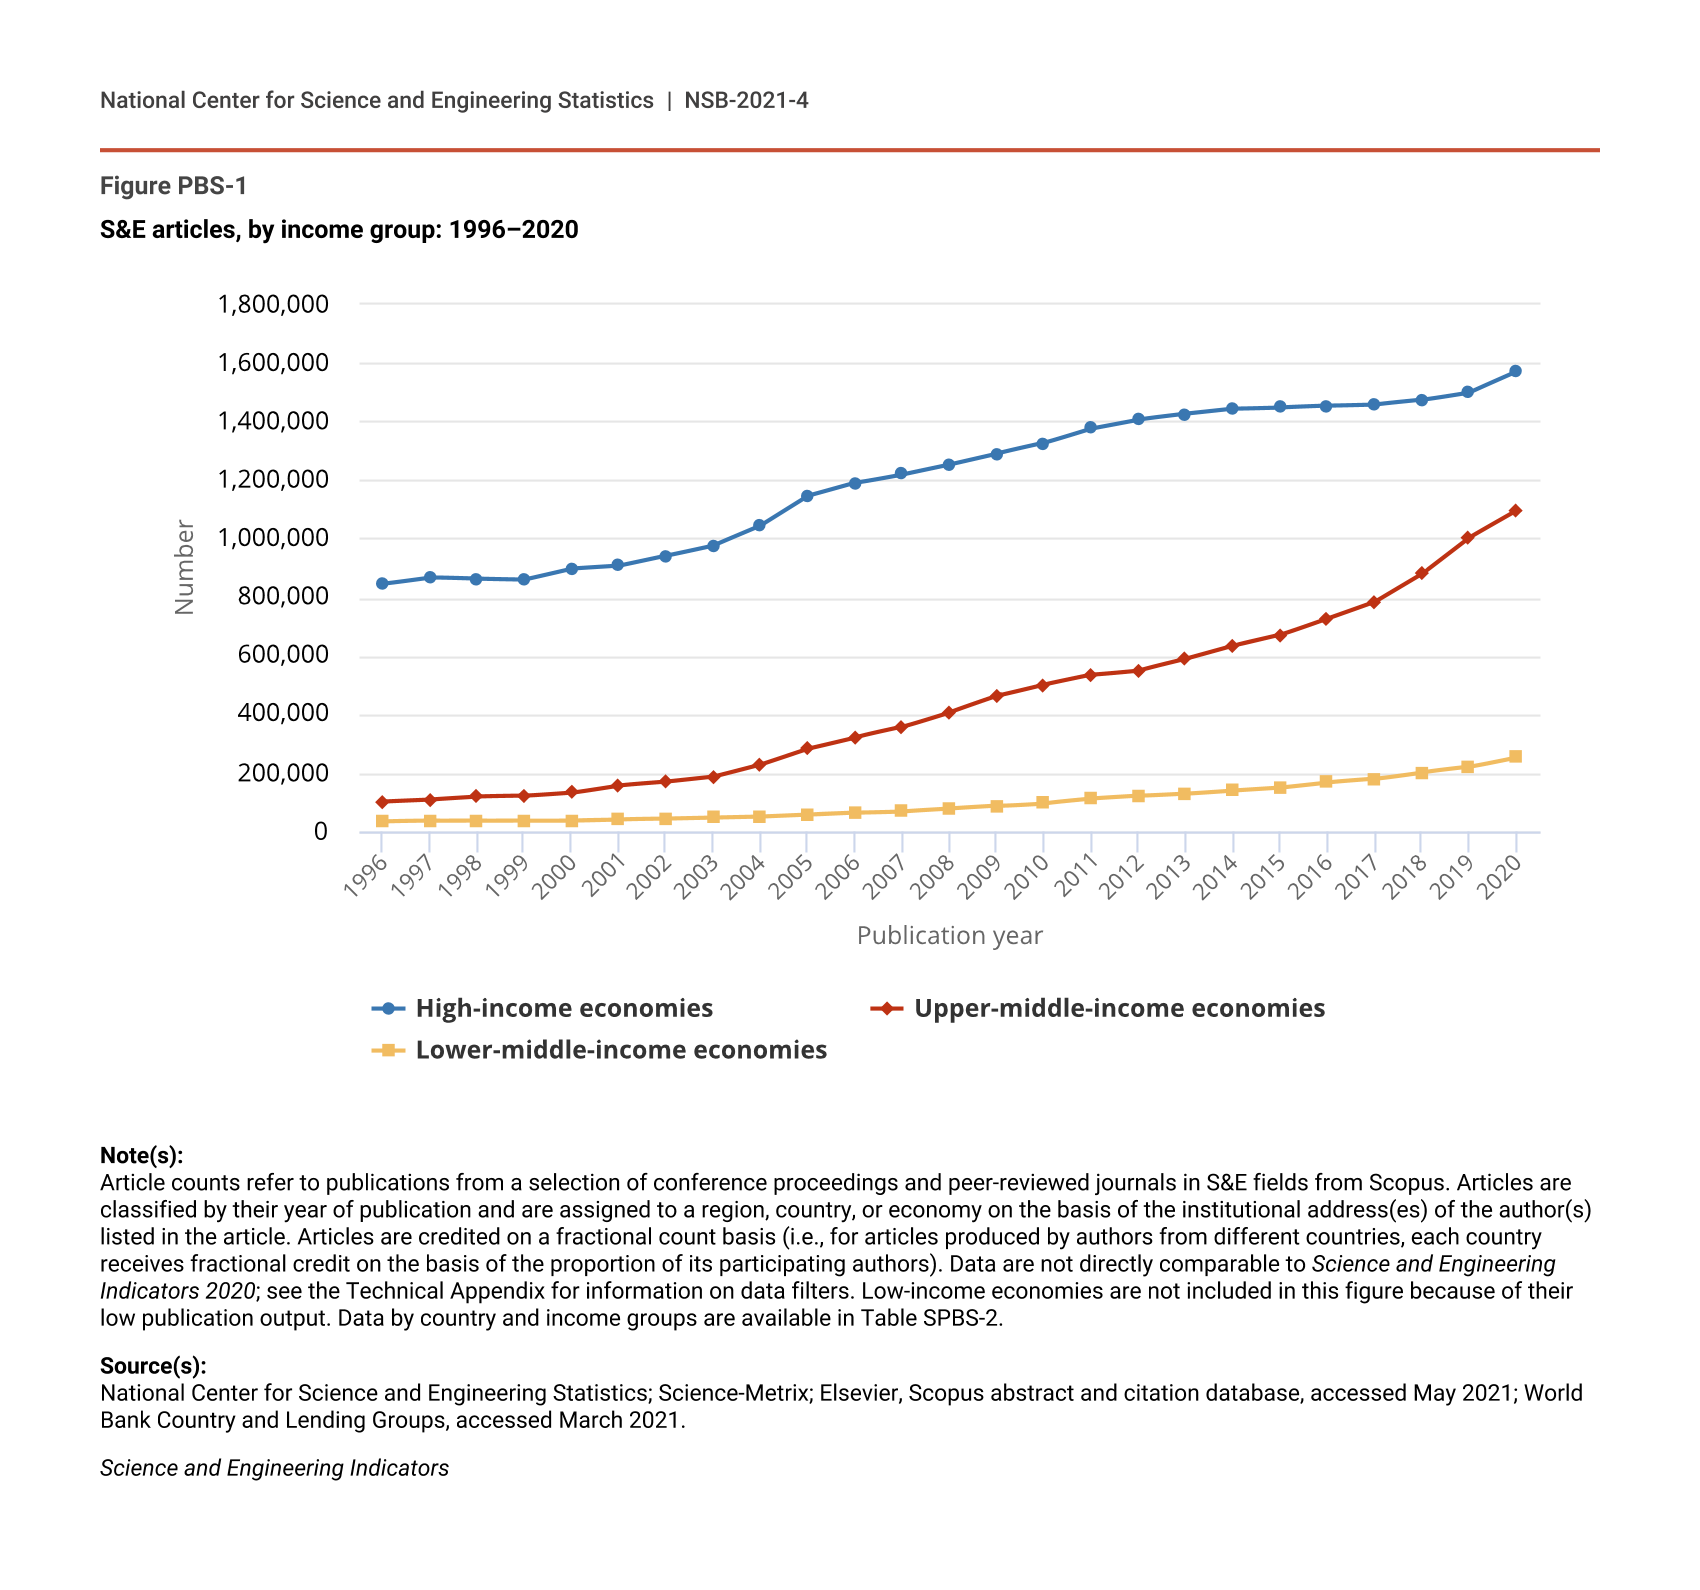 National Center for Science and Engineering Statistics | NSB-2021-4
Figure PBS-1
S&E articles, by income group: 1996–2020
1,800,000
1,600,000
1,400,000
1,200,000
1,000,000
800,000
600,000
400,000
200,000
0
Number
1996
1997
1998
1999
2000
2001
2002
2003
2004
2005
2006
2007
2008
2009
2010
2011
2012
2013
2014
2015
2016
2017
2018
2019
2020
Publication year
High-income economies
Upper-middle-income economies
Lower-middle-income economies
Note(s):
Article counts refer to publications from a selection of conference proceedings and peer-reviewed journals in S&E fields from Scopus. Articles are
classified by their year of publication and are assigned to a region, country, or economy on the basis of the institutional address(es) of the author(s)
listed in the article. Articles are credited on a fractional count basis (i.e., for articles produced by authors from different countries, each country
receives fractional credit on the basis of the proportion of its participating authors). Data are not directly comparable to Science and Engineering
Indicators 2020; see the Technical Appendix for information on data filters. Low-income economies are not included in this figure because of their
low publication output. Data by country and income groups are available in Table SPBS-2.
Source(s):
National Center for Science and Engineering Statistics; Science-Metrix; Elsevier, Scopus abstract and citation database, accessed May 2021; World
Bank Country and Lending Groups, accessed March 2021.
Science and Engineering Indicators